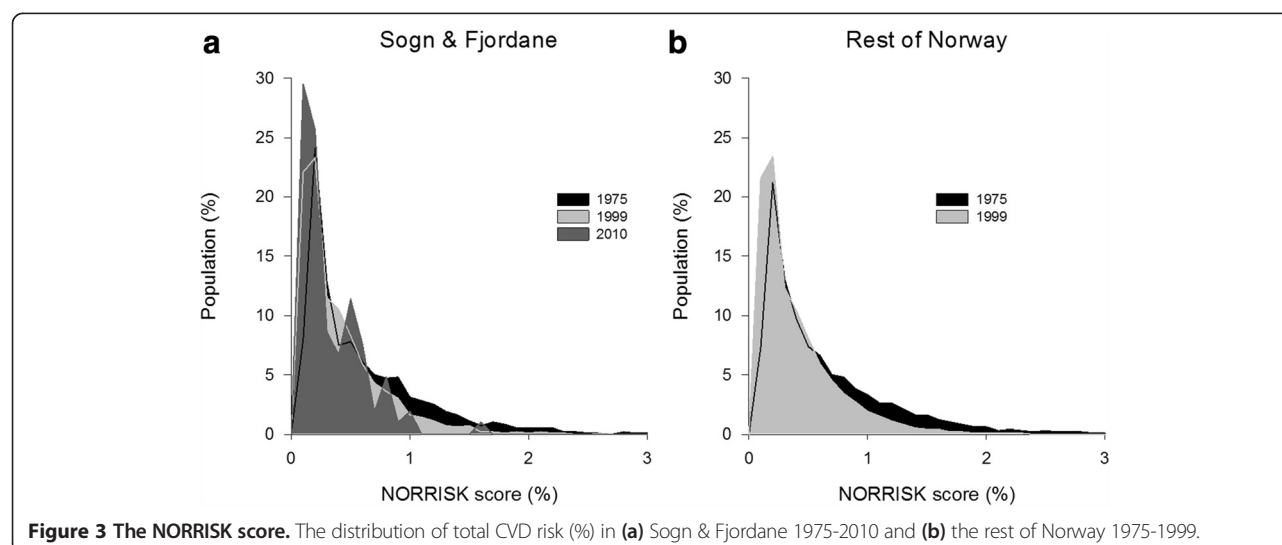 a Sogn & Fjordane
30
25
20
15
10
5
0
Population (%)
1975
1999
2010
0 1 2 3
NORRISK score (%)
b Rest of Norway
30
25
20
15
10
5
0
Population (%)
1975
1999
0 1 2 3
NORRISK score (%)
Figure 3 The NORRISK score. The distribution of total CVD risk (%) in (a) Sogn & Fjordane 1975-2010 and (b) the rest of Norway 1975-1999.